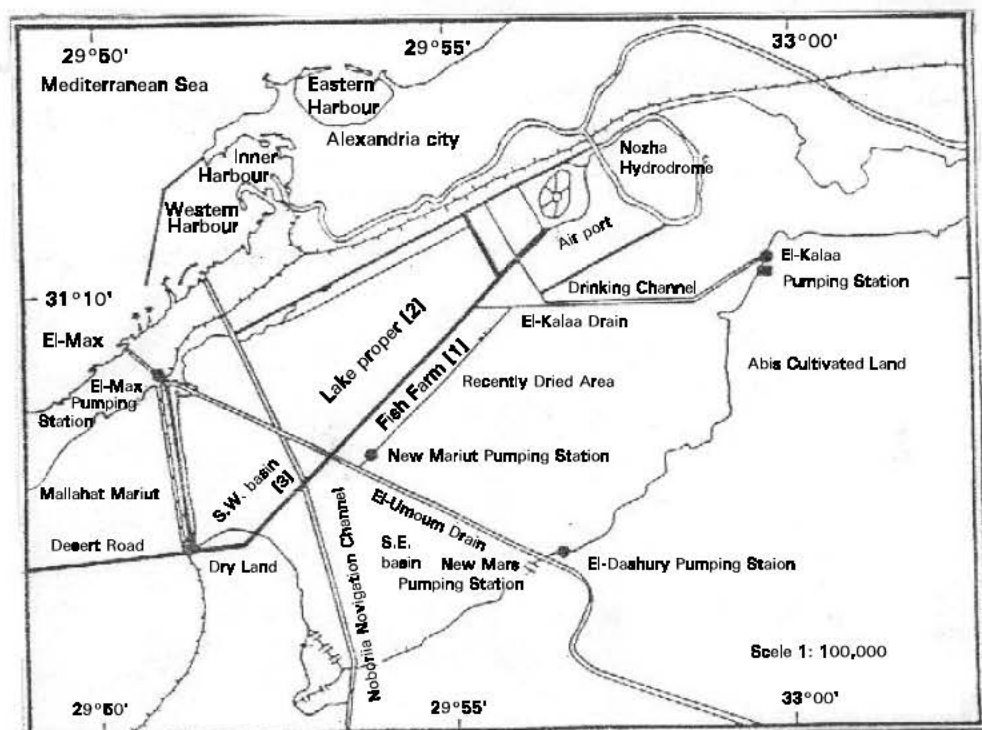 29°50'
29°55'
33°00'
Mediterranean Sea
Eastern
Harbour
Alexandria city
Inner
Harbour
Nozha
Hydrodrome
Western
Harbour
Air port
El-Kalaa
Pumping Station
Drinking Channel
31°10'
El-Kalaa Drain
El-Max
Lake proper [2]
Fish Farm [1]
Recently Dried Area
Abis Cultivated Land
El-Max
Pumping
Station
New Mariut Pumping Station
S.W. basin
[3]
Mallahat Mariut
El-Umoum Drain
Desert Road
Dry Land
Noborria Novigation Channel
S.E.
basin
New Mars
Pumping Station
El-Dashury Pumping Staion
Scele 1: 100,000
29°50'
29°55'
33°00'